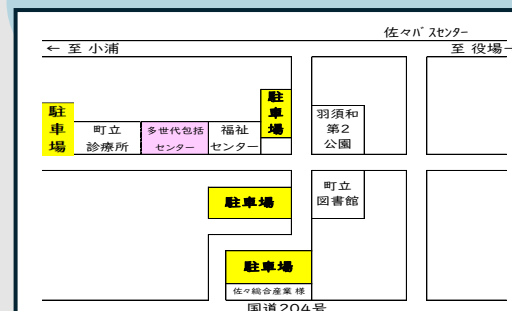 佐々バスセンター
← 至 小浦
至 役場→
駐車場
駐車場
町立
診療所
多世代包括
センター
福祉
センター
羽須和
第2
公園
駐車場
町立
図書館
駐車場
佐々総合産業 様
国道204号